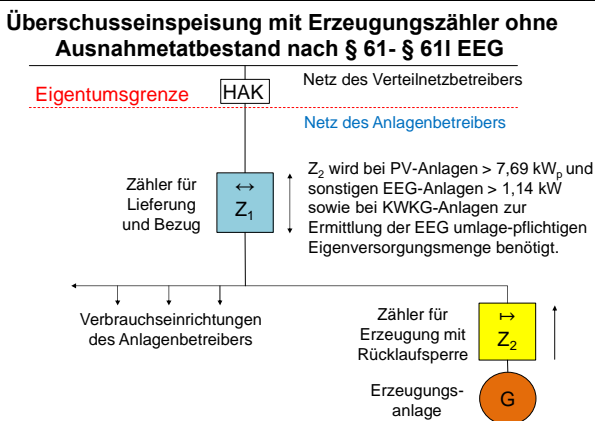 Überschusseinspeisung mit Erzeugungszähler ohne
Ausnahmetatbestand nach § 61- § 61l EEG
Netz des Verteilnetzbetreibers
Eigentumsgrenze
HAK
Netz des Anlagenbetreibers
Zähler für
Lieferung
und Bezug
↔
Z₁
Z₂ wird bei PV-Anlagen > 7,69 kWₚ und
sonstigen EEG-Anlagen > 1,14 kW
sowie bei KWKG-Anlagen zur
Ermittlung der EEG umlage-pflichtigen
Eigenversorgungsmenge benötigt.
Verbrauchseinrichtungen
des Anlagenbetreibers
Zähler für
Erzeugung mit
Rücklaufsperre
↦
Z₂
Erzeugungs-
anlage
G